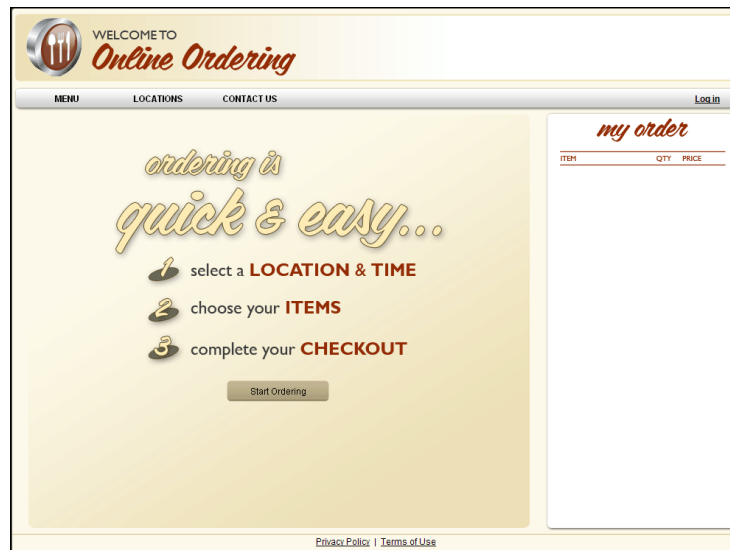 WELCOME TO
Online Ordering
MENU LOCATIONS CONTACT US Log in
ordering is
quick & easy...
1 select a LOCATION & TIME
2 choose your ITEMS
3 complete your CHECKOUT
Start Ordering
my order
ITEM QTY PRICE
Privacy Policy | Terms of Use